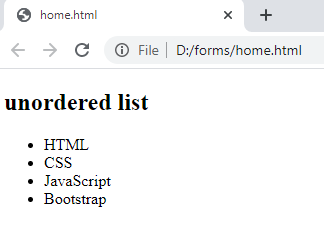 home.html
File D:/forms/home.html
unordered list
HTML
CSS
JavaScript
Bootstrap